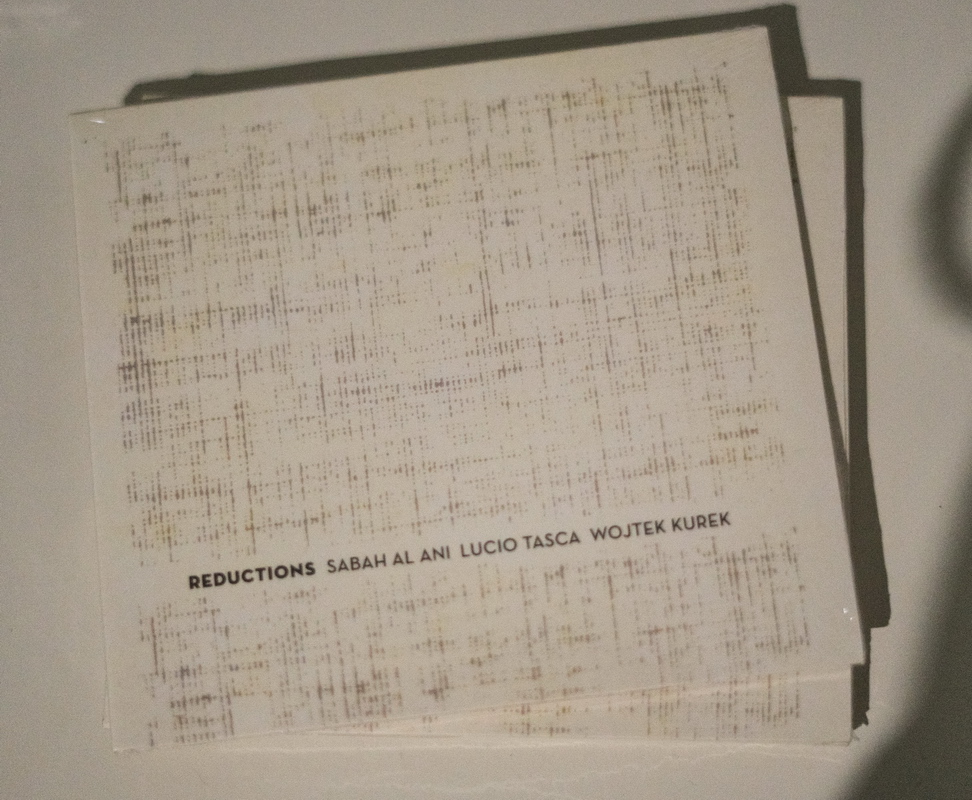 REDUCTIONS SABAH AL ANI LUCIO TASCA WOJTEK KUREK